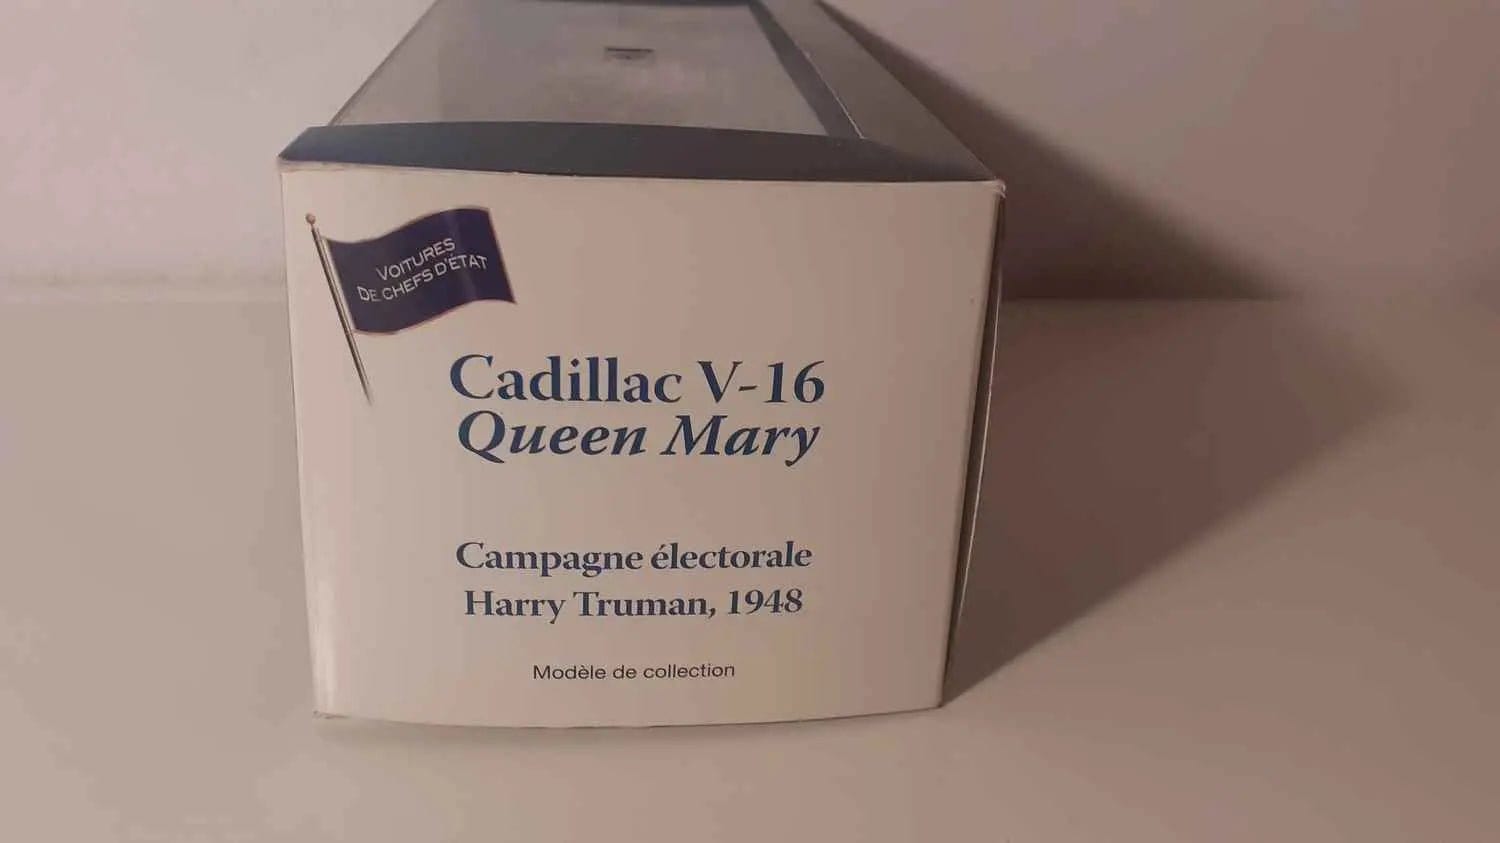 VOITURES
DE CHEFS D'ÉTAT
Cadillac V-16
Queen Mary
Campagne électorale
Harry Truman, 1948
Modèle de collection